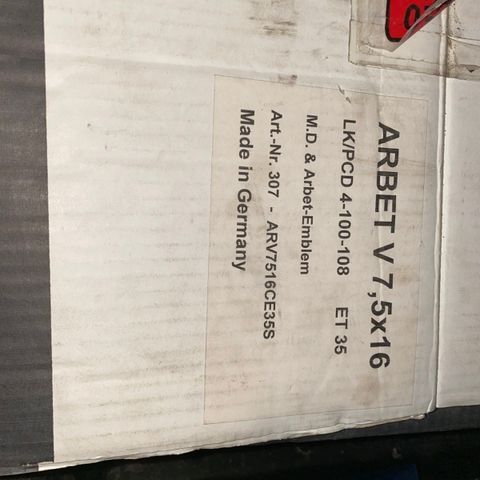 ARBET V 7,5x16
LK/PCD 4-100-108 ET 35
M.D. & Arbet-Emblem
Art.-Nr. 307 - ARV7516CE35S
Made in Germany